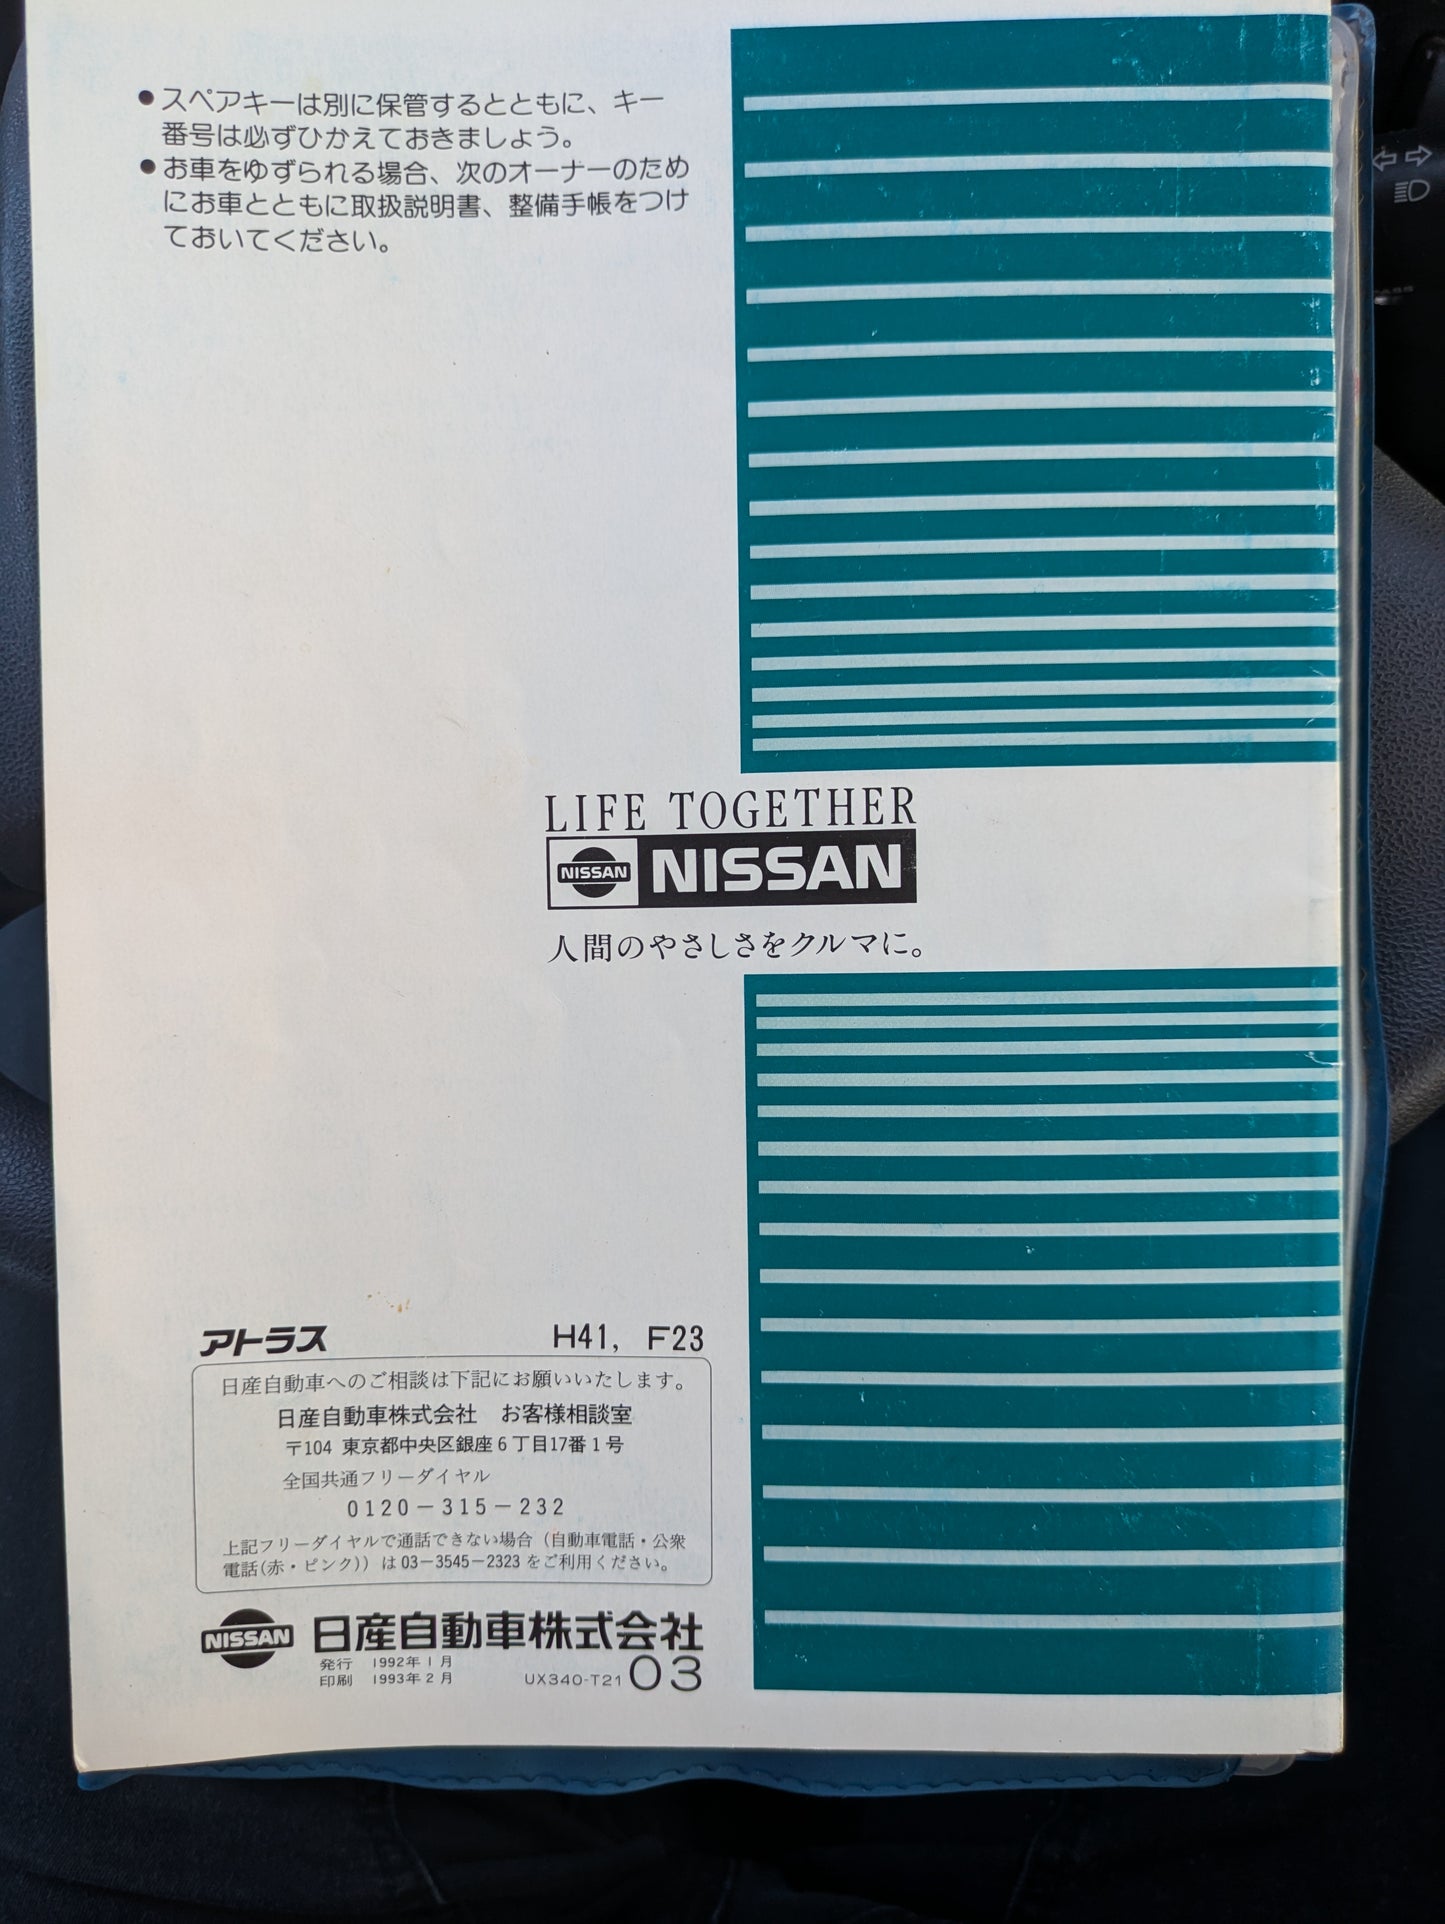 ●スペアキーは別に保管するとともに、キー
番号は必ずひかえておきましょう。
●お車をゆずられる場合、次のオーナーのため
にお車とともに取扱説明書、整備手帳をつけ
ておいてください。
LIFE TOGETHER
NISSAN NISSAN
人間のやさしさをクルマに。
アトラス H41, F23
日産自動車へのご相談は下記にお願いいたします。
日産自動車株式会社 お客様相談室
〒104 東京都中央区銀座6丁目17番1号
全国共通フリーダイヤル
0120-315-232
上記フリーダイヤルで通話できない場合(自動車電話・公衆
電話(赤・ピンク))は03-3545-2323をご利用ください。
NISSAN 日産自動車株式会社
発行 1992年1月
印刷 1993年2月 UX340-T2103